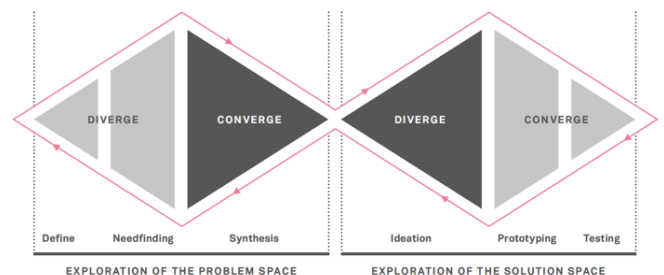 DIVERGE CONVERGE DIVERGE CONVERGE
Define Needfinding Synthesis Ideation Prototyping Testing
EXPLORATION OF THE PROBLEM SPACE EXPLORATION OF THE SOLUTION SPACE